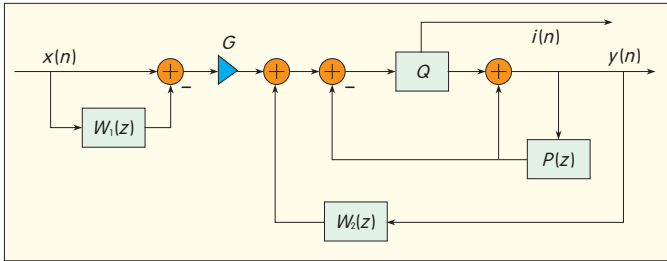 x(n)
G
i(n)
y(n)
Q
W₁(z)
P(z)
W₂(z)